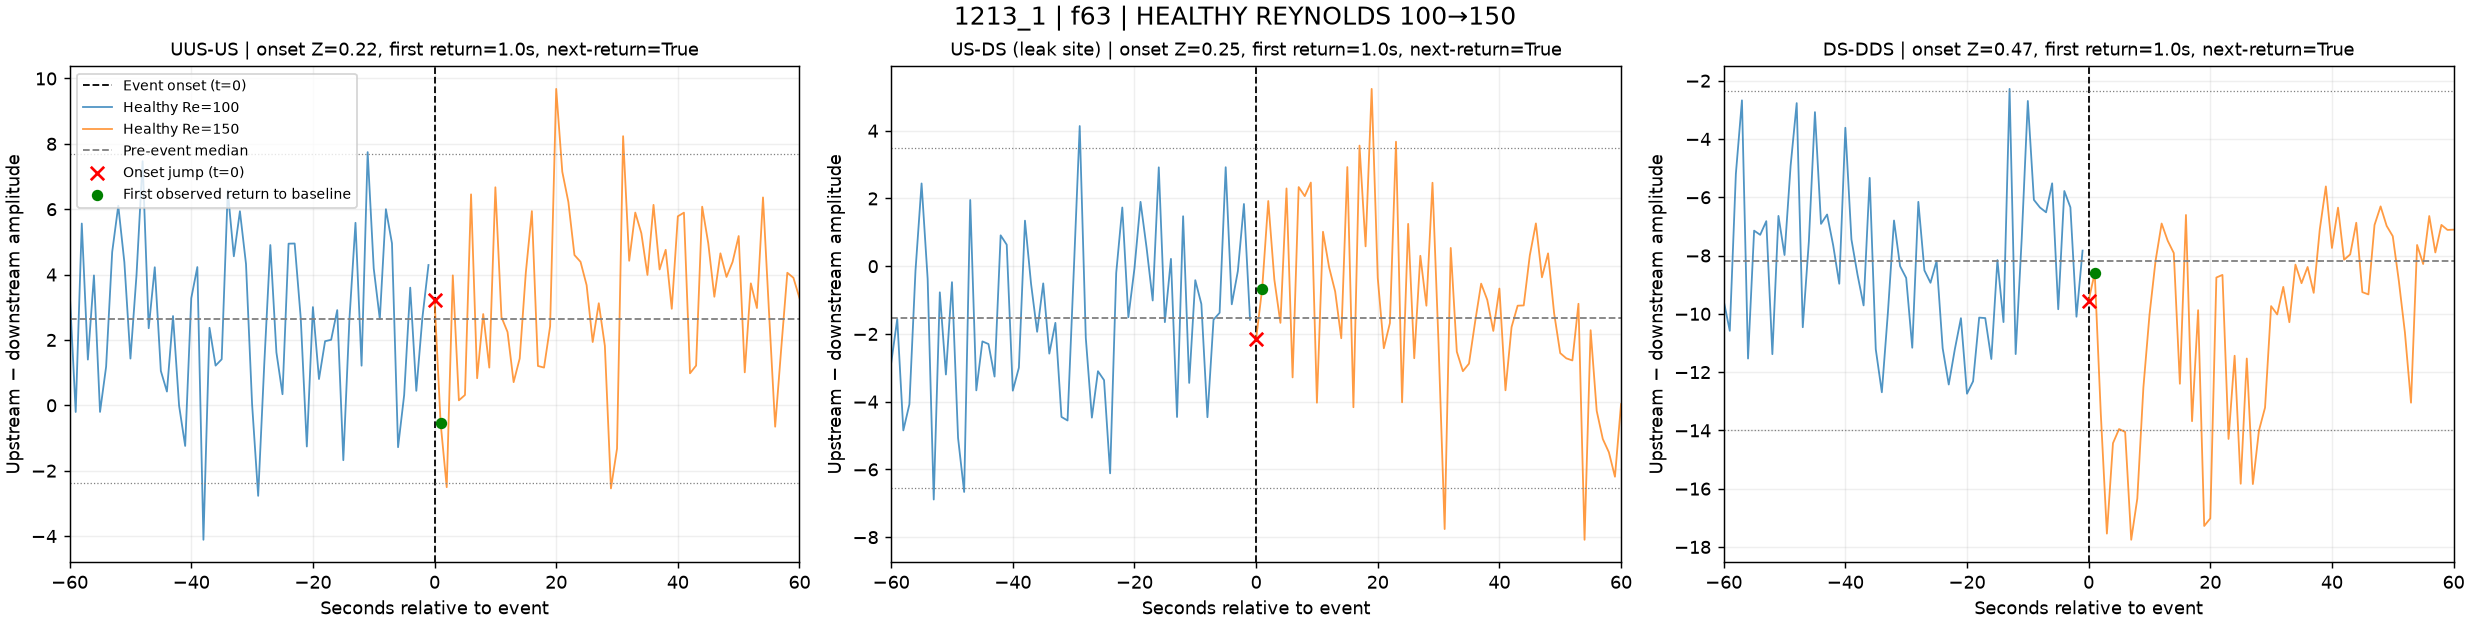 1213_1 | f63 | HEALTHY REYNOLDS 100→150
UUS-US | onset Z=0.22, first return=1.0s, next-return=True
Upstream − downstream amplitude
10
8
6
4
2
0
−2
−4
Event onset (t=0)
Healthy Re=100
Healthy Re=150
Pre-event median
Onset jump (t=0)
First observed return to baseline
−60
−40
−20
0
20
40
60
Seconds relative to event
US-DS (leak site) | onset Z=0.25, first return=1.0s, next-return=True
Upstream − downstream amplitude
4
2
0
−2
−4
−6
−8
−60
−40
−20
0
20
40
60
Seconds relative to event
DS-DDS | onset Z=0.47, first return=1.0s, next-return=True
Upstream − downstream amplitude
−2
−4
−6
−8
−10
−12
−14
−16
−18
−60
−40
−20
0
20
40
60
Seconds relative to event